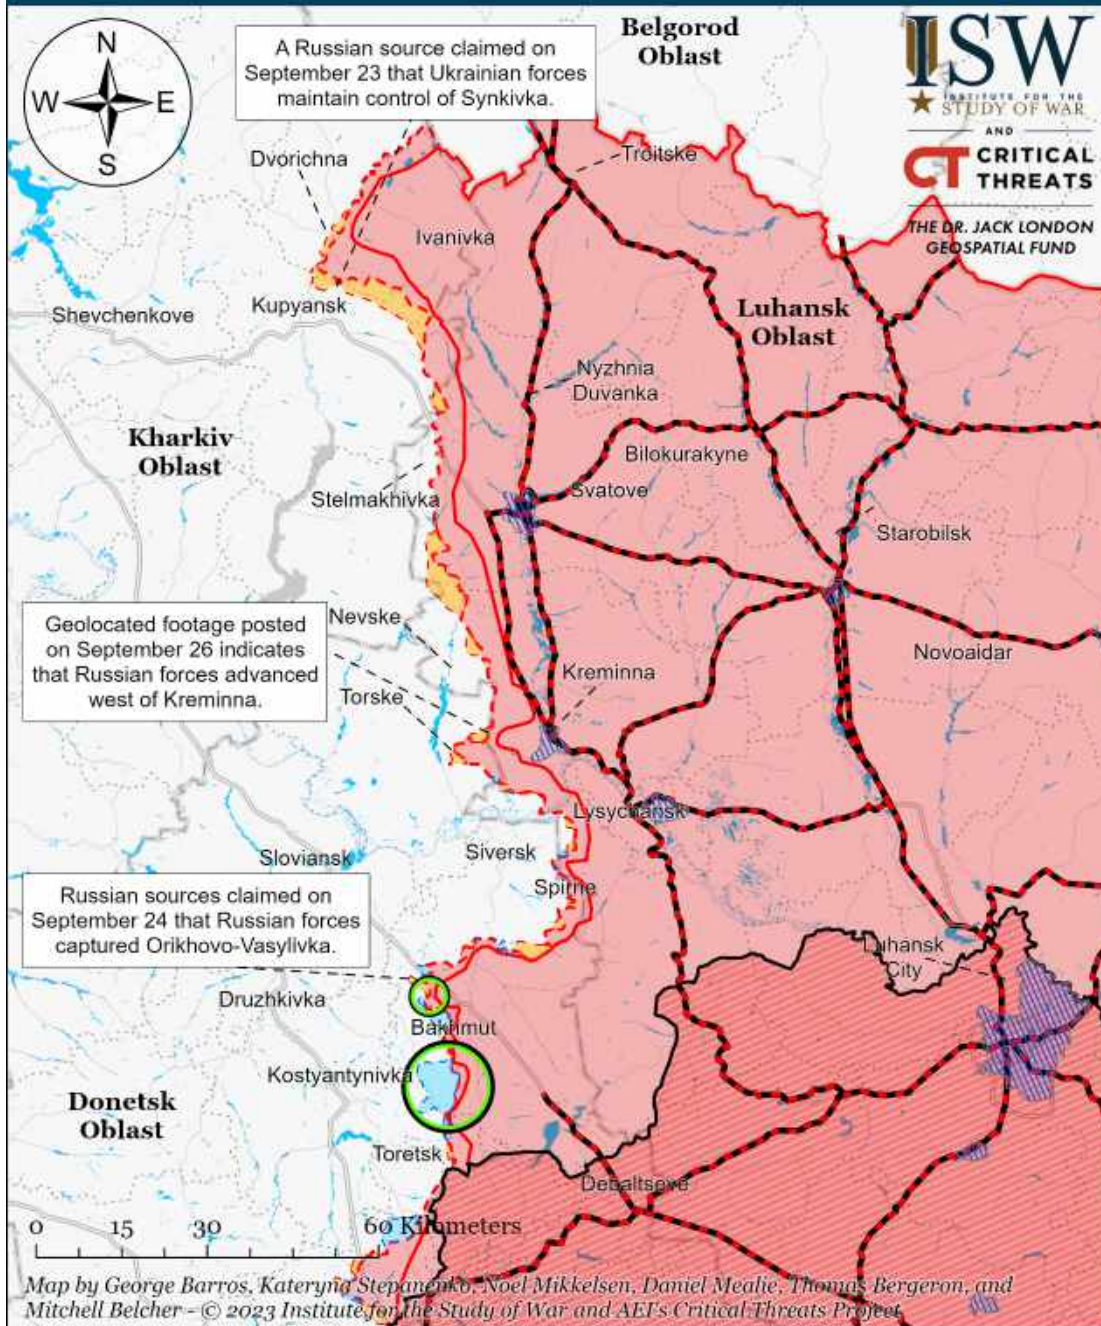 N
W
E
S
A Russian source claimed on
September 23 that Ukrainian forces
maintain control of Synkivka.
Belgorod
Oblast
ISW
INSTITUTE FOR THE
STUDY OF WAR
AND
CT CRITICAL
THREATS
THE DR. JACK LONDON
GEOSPATIAL FUND
Dvorichna
Troitske
Ivanivka
Shevchenkove
Kupyansk
Luhansk
Oblast
Nyzhnia
Duvanka
Kharkiv
Oblast
Bilokurakyne
Stelmakhivka
Svatove
Starobilsk
Geolocated footage posted
on September 26 indicates
that Russian forces advanced
west of Kreminna.
Nevske
Novoaidar
Kreminna
Torske
Lysychansk
Sloviansk
Siversk
Spirne
Russian sources claimed on
September 24 that Russian forces
captured Orikhovo-Vasylivka.
Luhansk
City
Druzhkivka
Bakhmut
Kostyantynivka
Donetsk
Oblast
Toretsk
Debaltseve
0 15 30 60 Kilometers
Map by George Barros, Kateryna Stepanenko, Noel Mikkelsen, Daniel Mealie, Thomas Bergeron, and
Mitchell Belcher - © 2023 Institute for the Study of War and AEI's Critical Threats Project